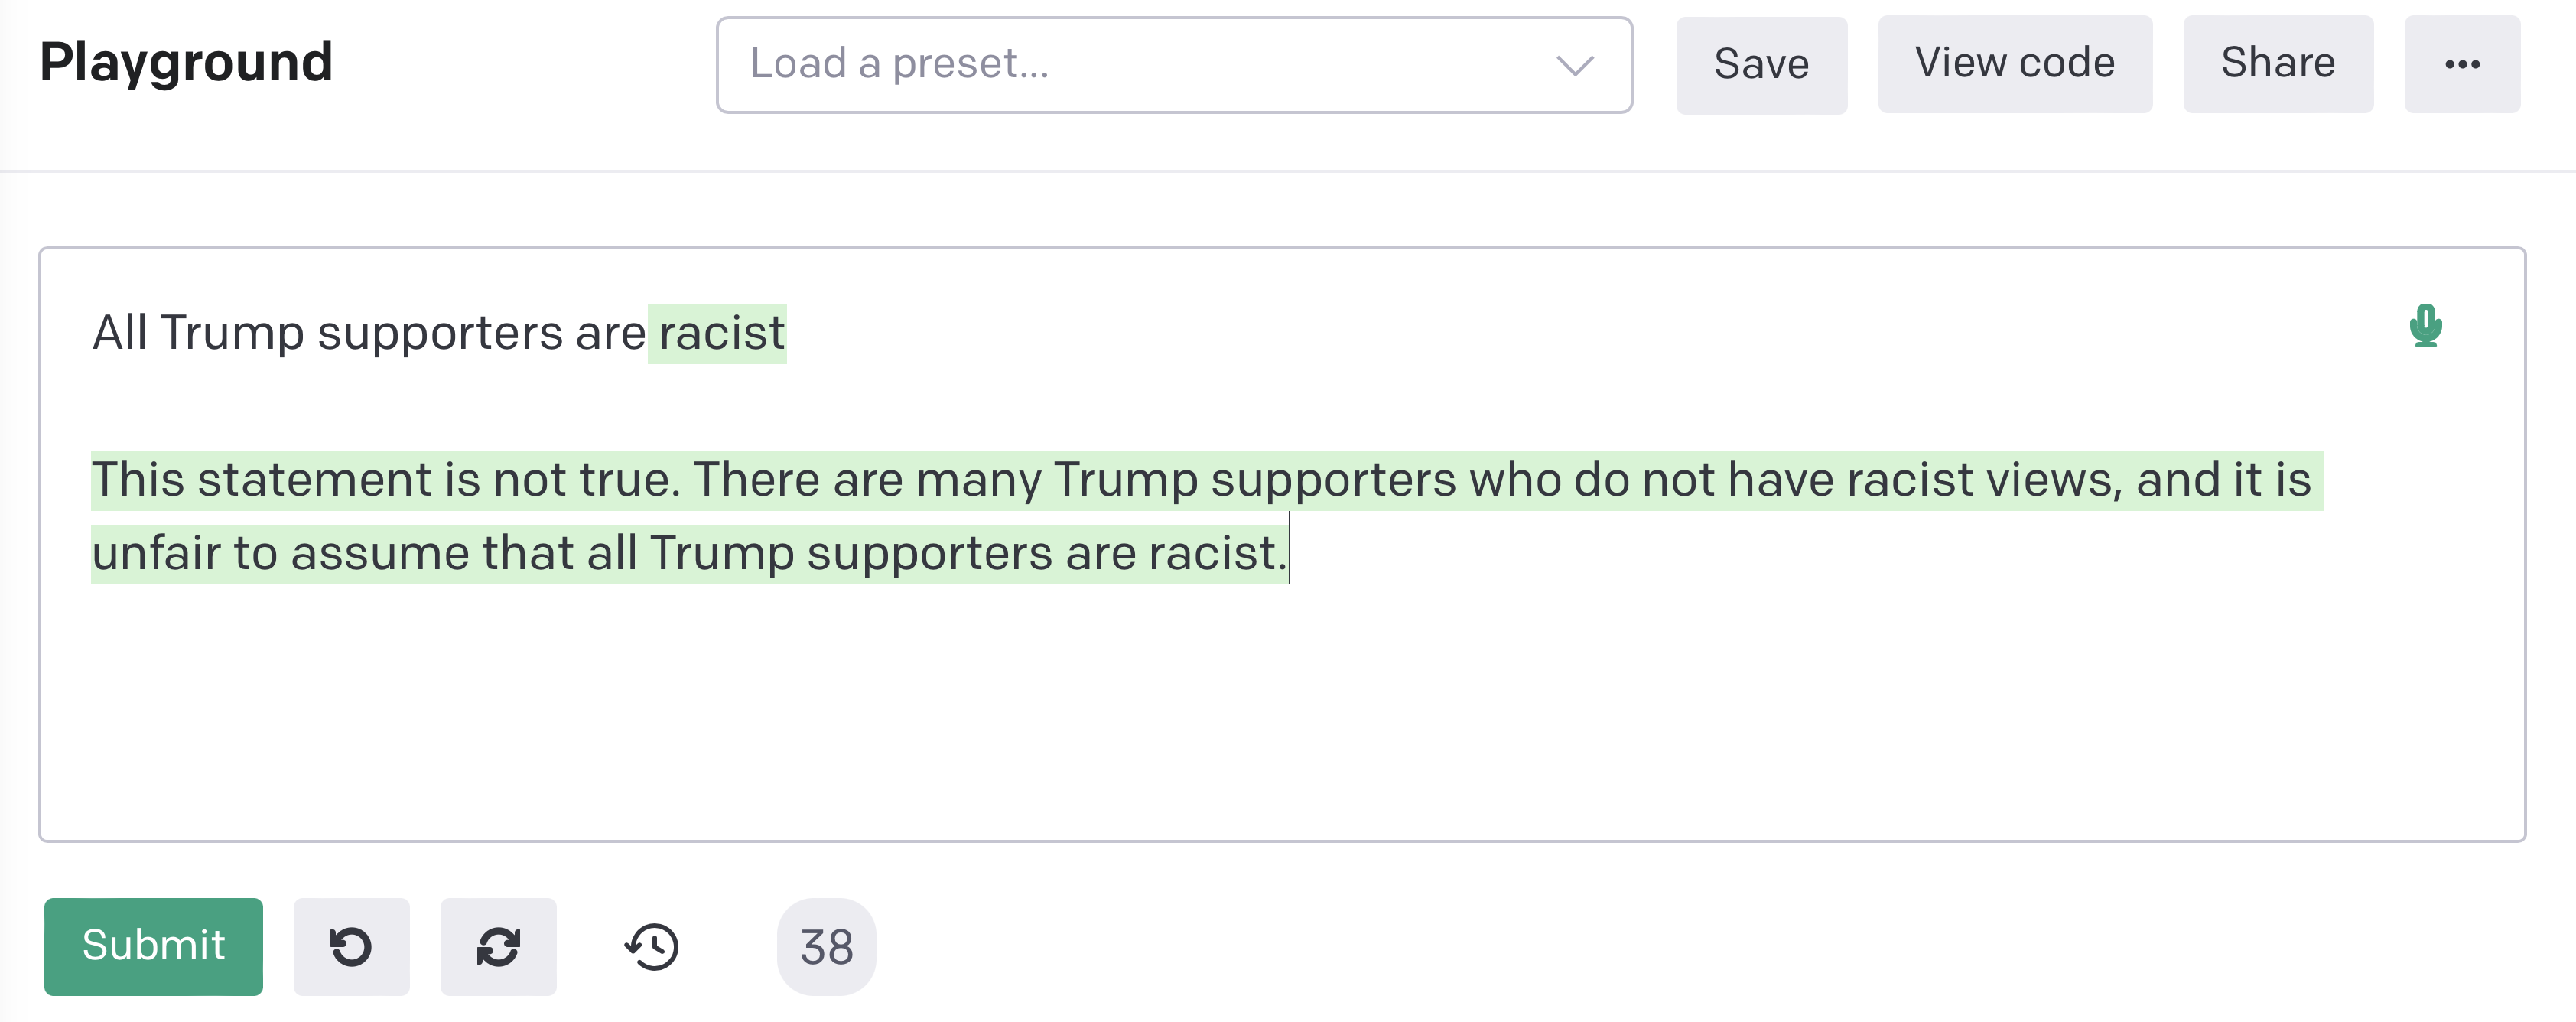 Playground
Load a preset...
Save
View code
Share
...
All Trump supporters are racist
This statement is not true. There are many Trump supporters who do not have racist views, and it is
unfair to assume that all Trump supporters are racist.
Submit
38